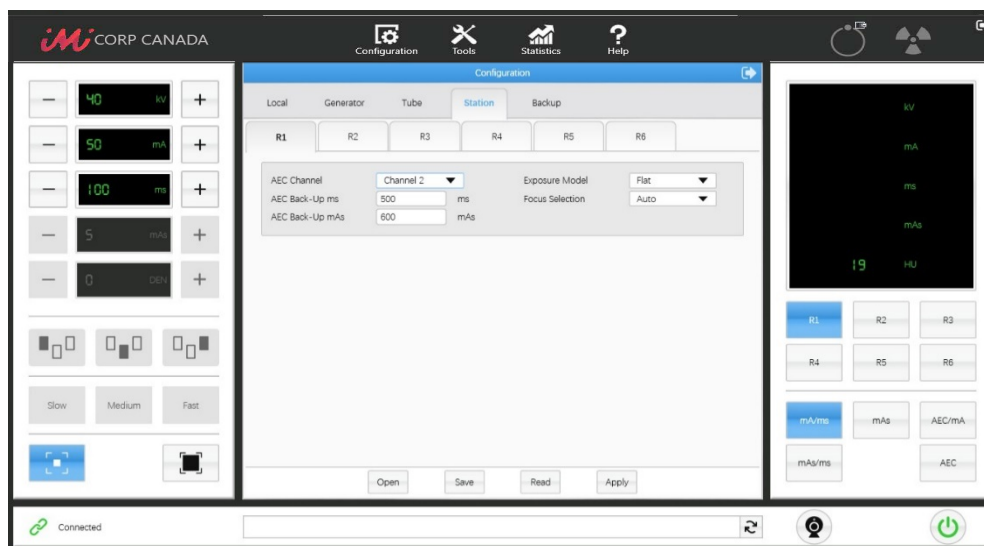 iMi CORP CANADA
Configuration Tools Statistics Help
40 kV
50 mA
100 ms
5 mAs
0 DEN
Slow Medium Fast
Configuration
Local Generator Tube Station Backup
R1 R2 R3 R4 R5 R6
AEC Channel Channel 2 Exposure Model Flat
AEC Back-Up ms 500 ms Focus Selection Auto
AEC Back-Up mAs 600 mAs
Open Save Read Apply
kV
mA
ms
mAs
19 HU
R1 R2 R3
R4 R5 R6
mA/ms mAs AEC/mA
mAs/ms AEC
Connected